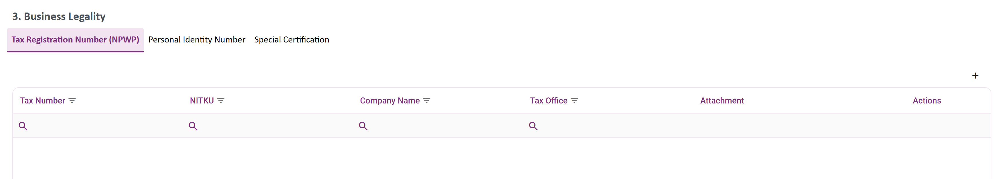 3. Business Legality
Tax Registration Number (NPWP) Personal Identity Number Special Certification
Tax Number NITKU Company Name Tax Office Attachment Actions